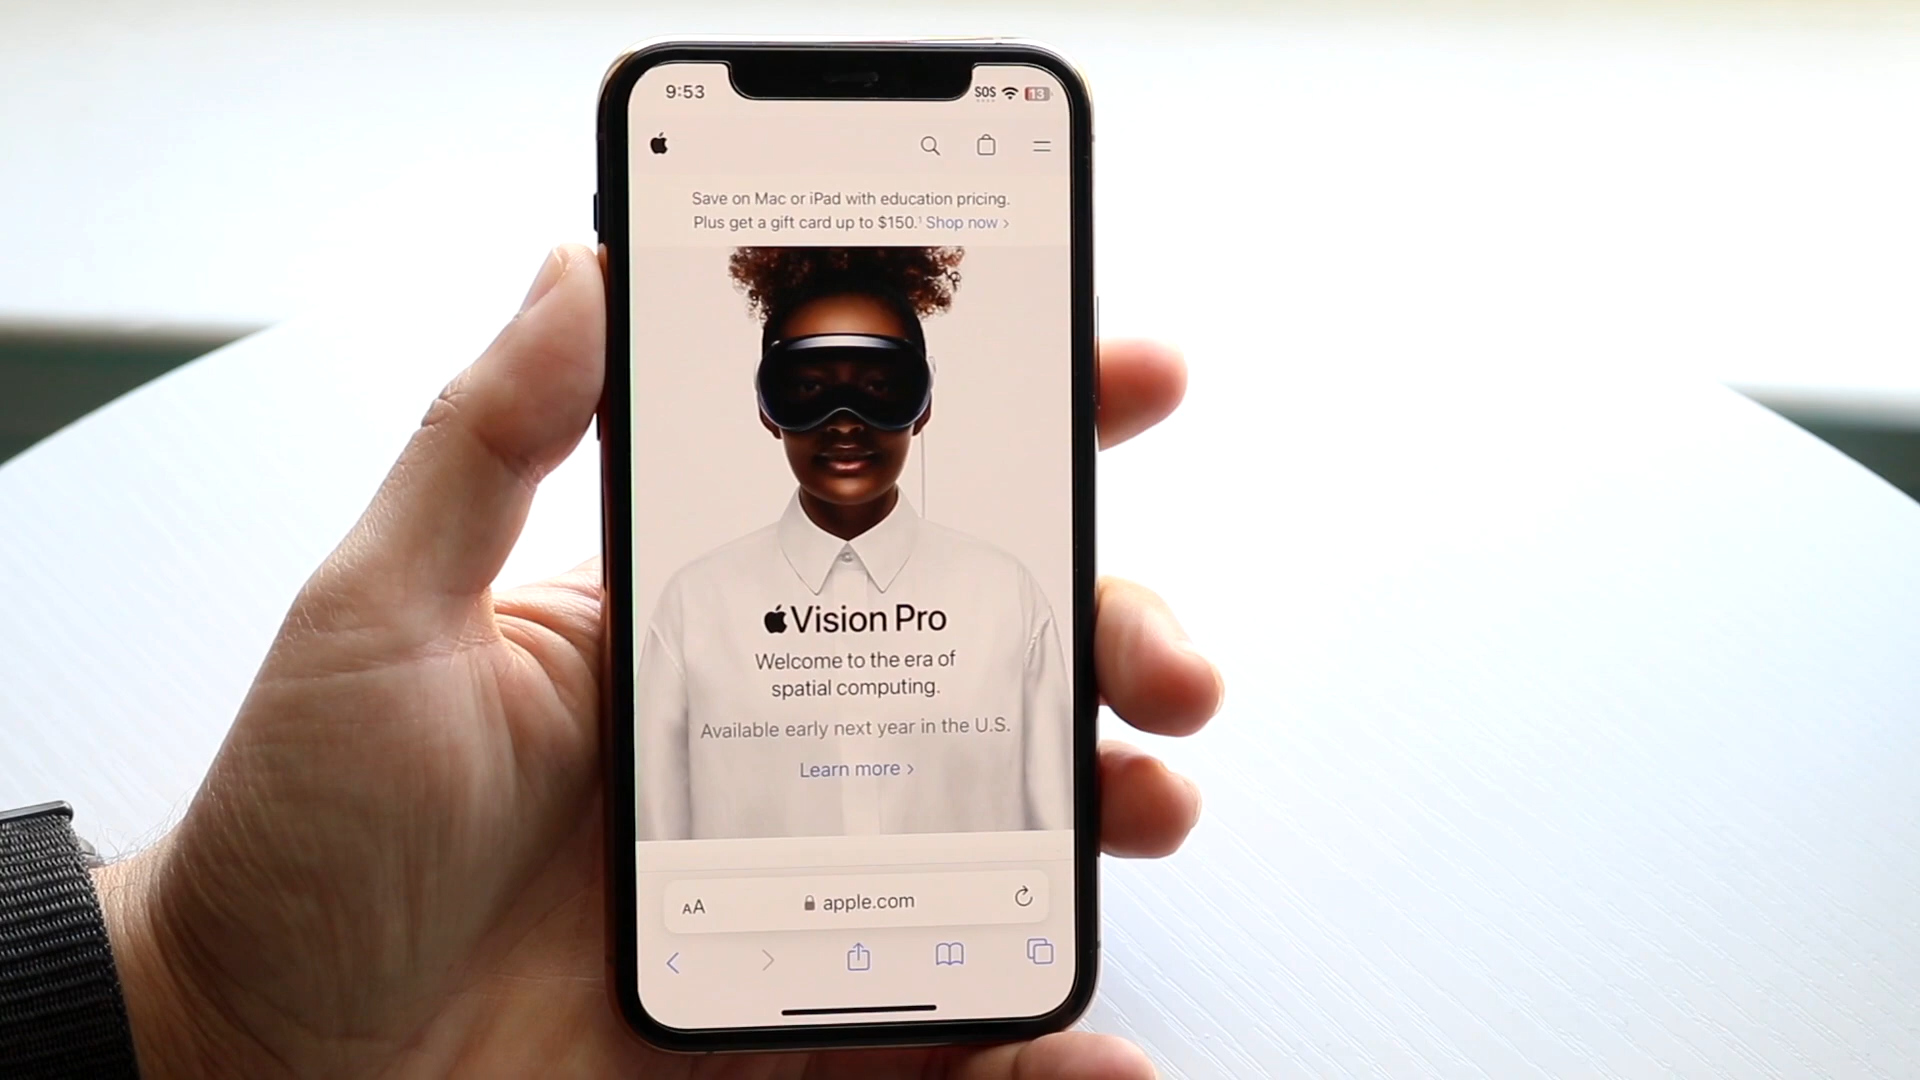 9:53
SOS
13
Save on Mac or iPad with education pricing.
Plus get a gift card up to $150.¹ Shop now >
Vision Pro
Welcome to the era of
spatial computing.
Available early next year in the U.S.
Learn more >
AA
apple.com